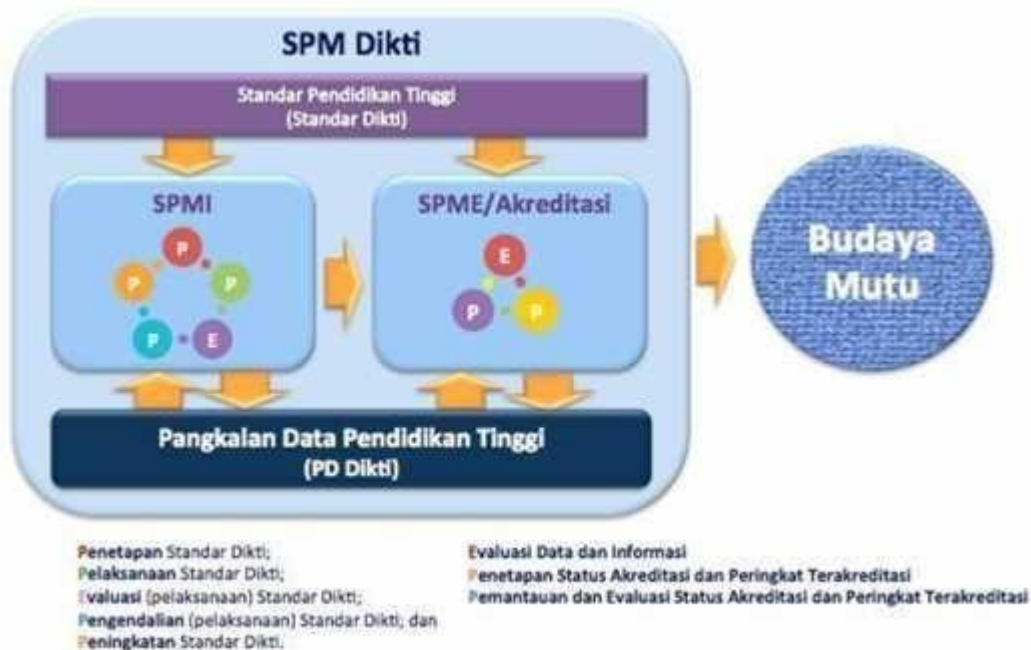 SPM Dikti
Standar Pendidikan Tinggi
(Standar Dikti)
SPMI
P
P
P
P
E
SPME/Akreditasi
E
P
P
Budaya
Mutu
Pangkalan Data Pendidikan Tinggi
(PD Dikti)
Penetapan Standar Dikti;
Pelaksanaan Standar Dikti;
Evaluasi (pelaksanaan) Standar Dikti;
Pengendalian (pelaksanaan) Standar Dikti; dan
Peningkatan Standar Dikti.
Evaluasi Data dan Informasi
Penetapan Status Akreditasi dan Peringkat Terakreditasi
Pemantauan dan Evaluasi Status Akreditasi dan Peringkat Terakreditasi